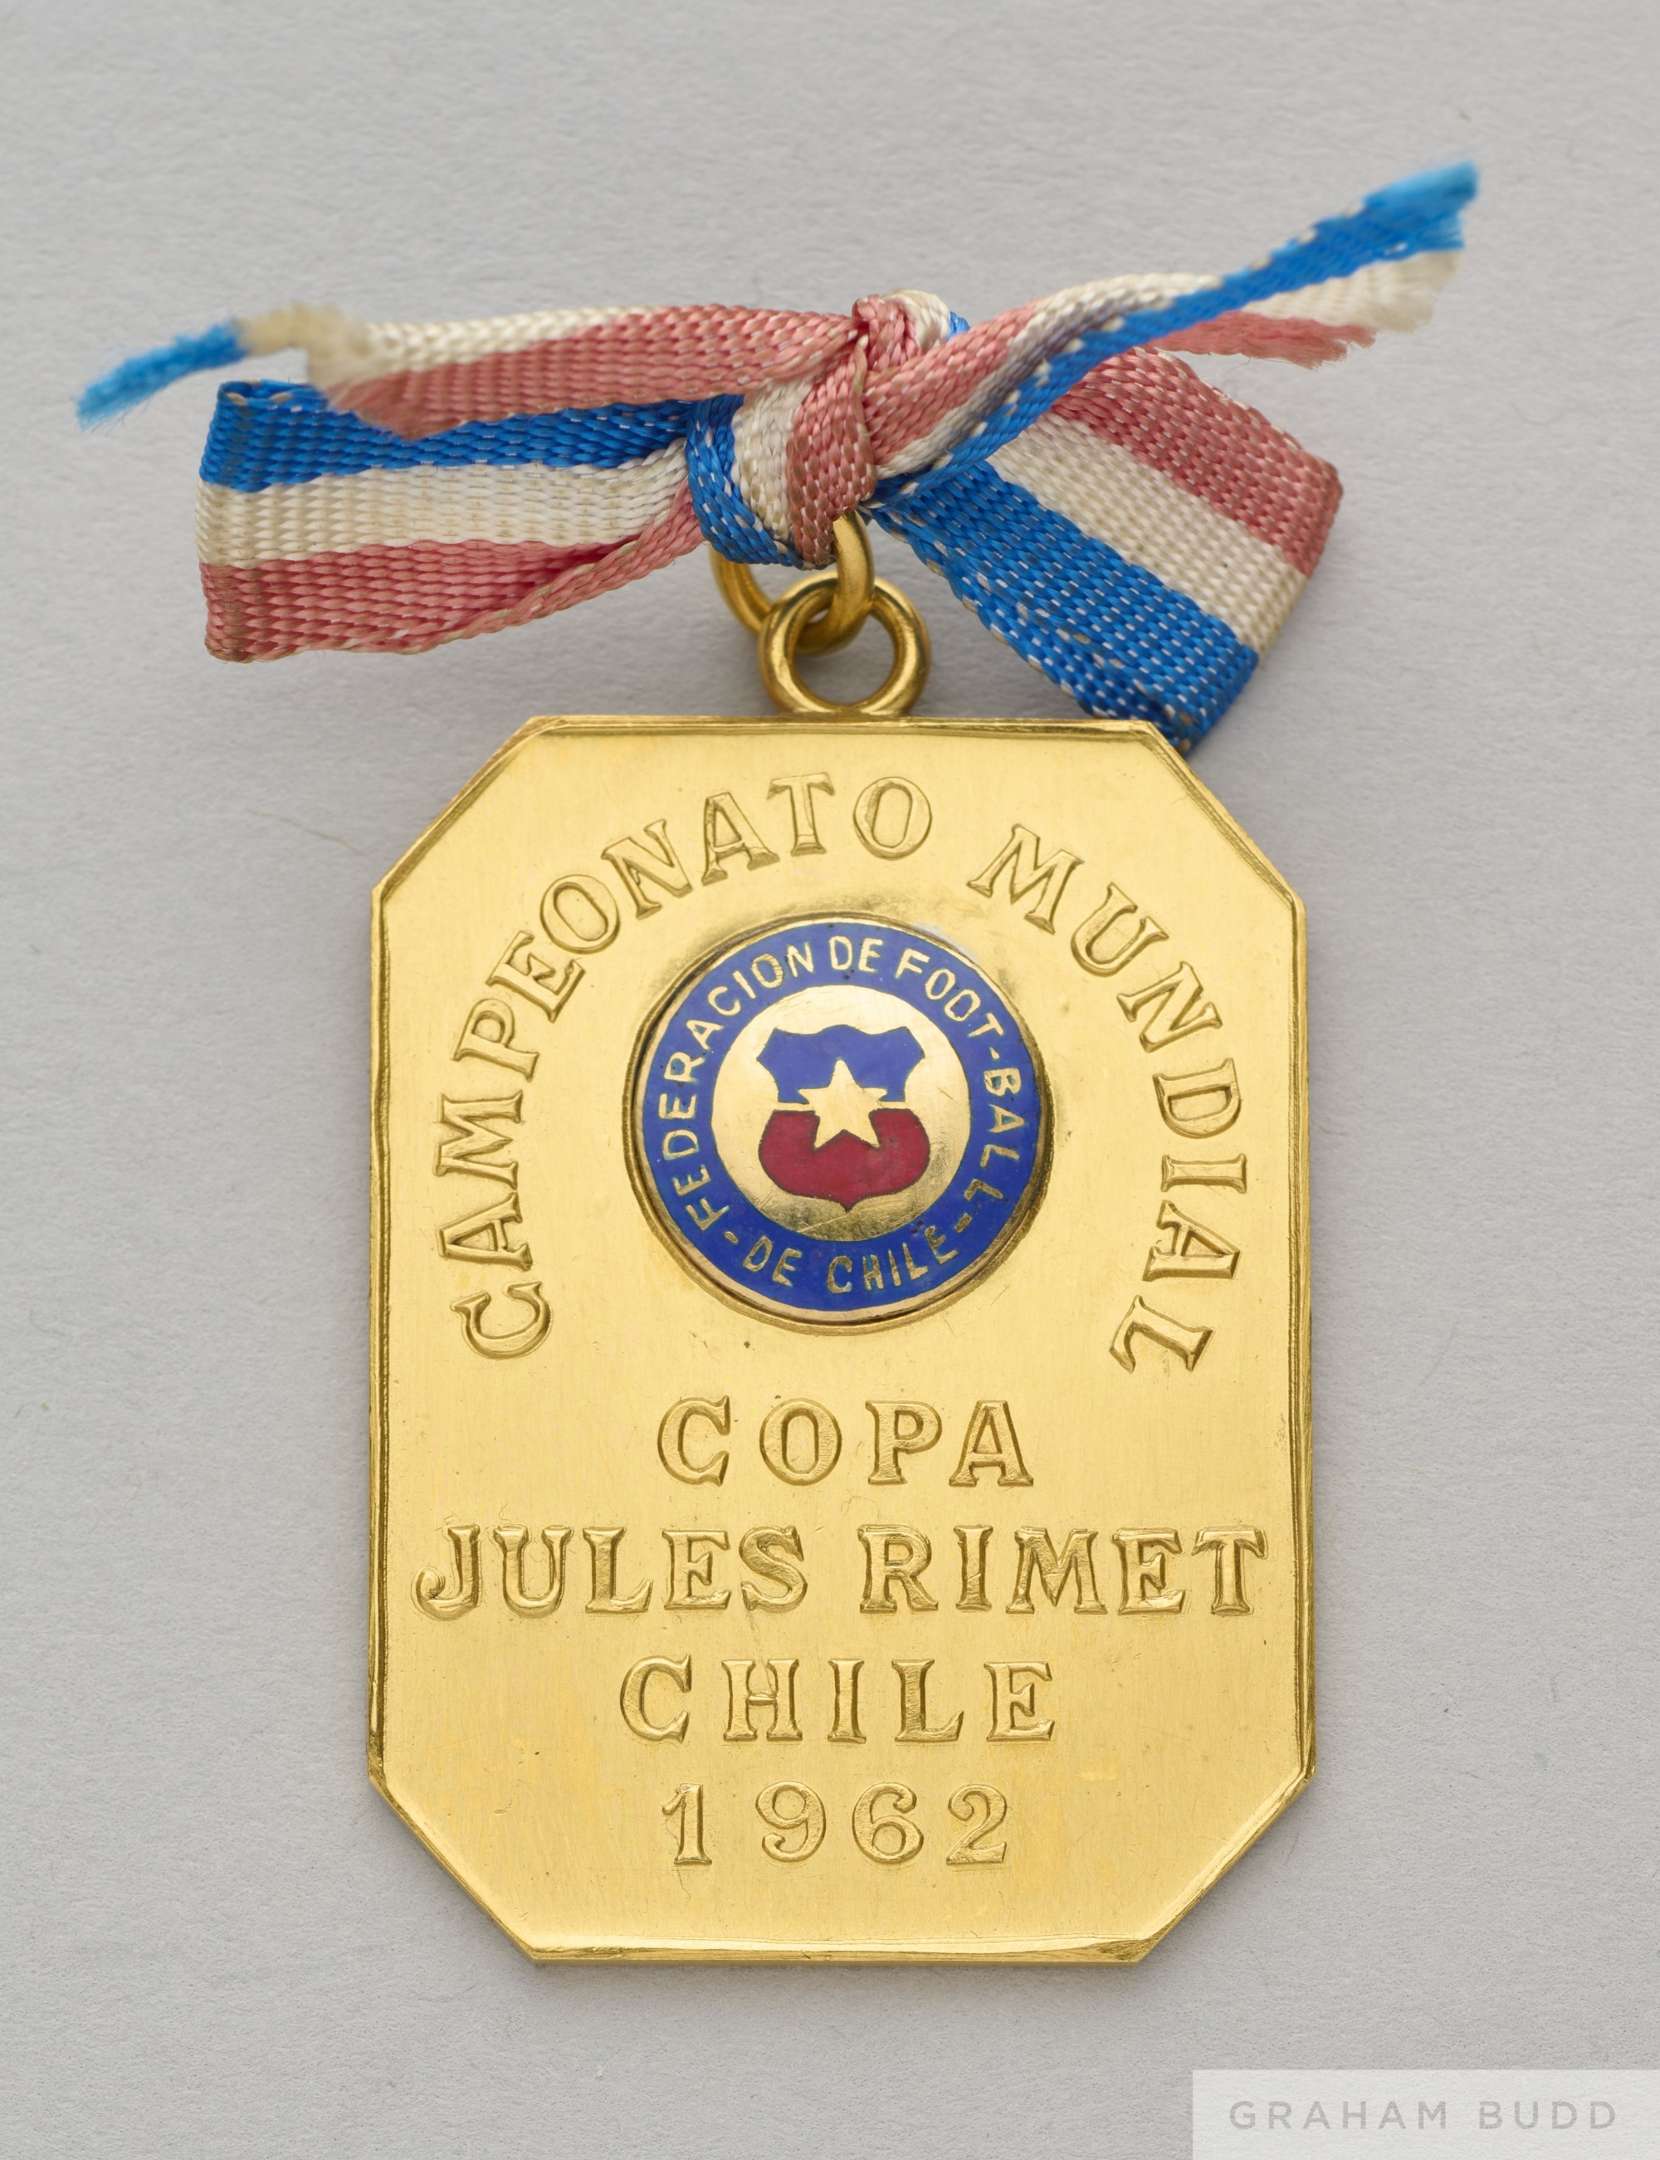 CAMPEONATO MUNDIAL
FEDERACION DE FOOT-BALL
-DE CHILE-
COPA
JULES RIMET
CHILE
1962
GRAHAM BUDD